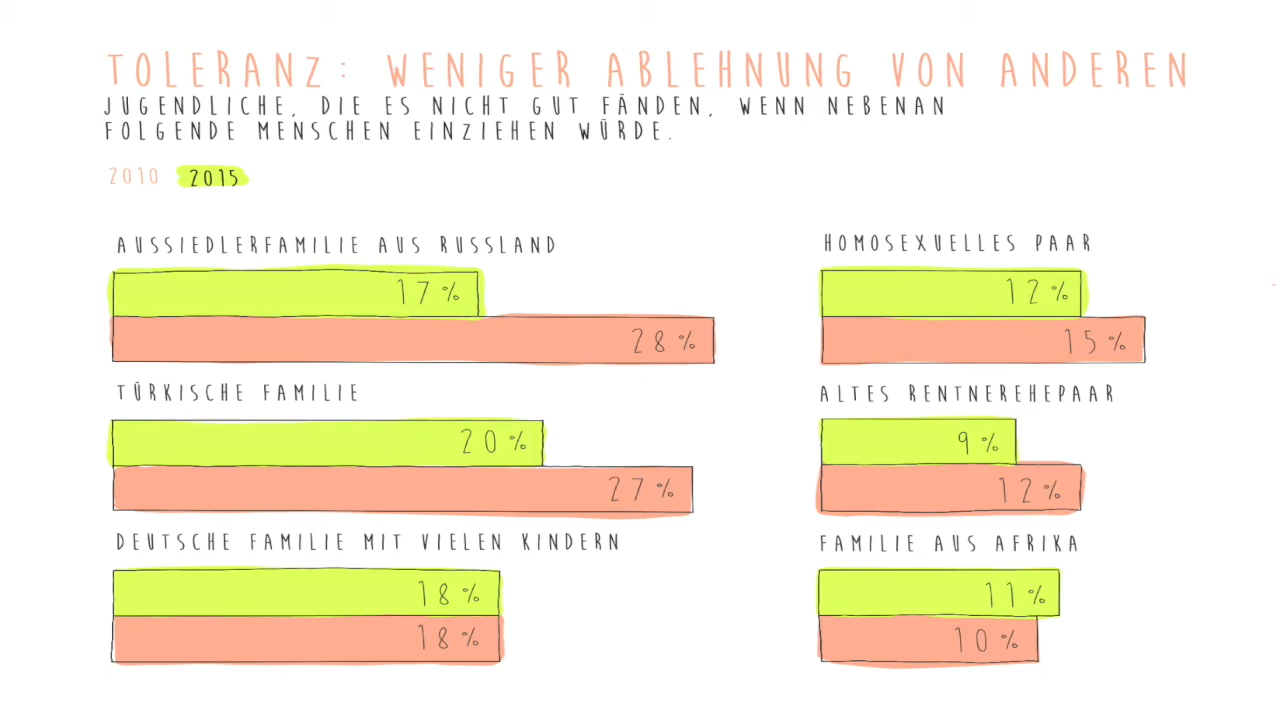 TOLERANZ: WENIGER ABLEHNUNG VON ANDEREN
JUGENDLICHE, DIE ES NICHT GUT FÄNDEN, WENN NEBENAN
FOLGENDE MENSCHEN EINZIEHEN WÜRDE.
2010 2015
AUSSIEDLERFAMILIE AUS RUSSLAND
17%
28%
TÜRKISCHE FAMILIE
20%
27%
DEUTSCHE FAMILIE MIT VIELEN KINDERN
18%
18%
HOMOSEXUELLES PAAR
12%
15%
ALTES RENTNEREHEPAAR
9%
12%
FAMILIE AUS AFRIKA
11%
10%